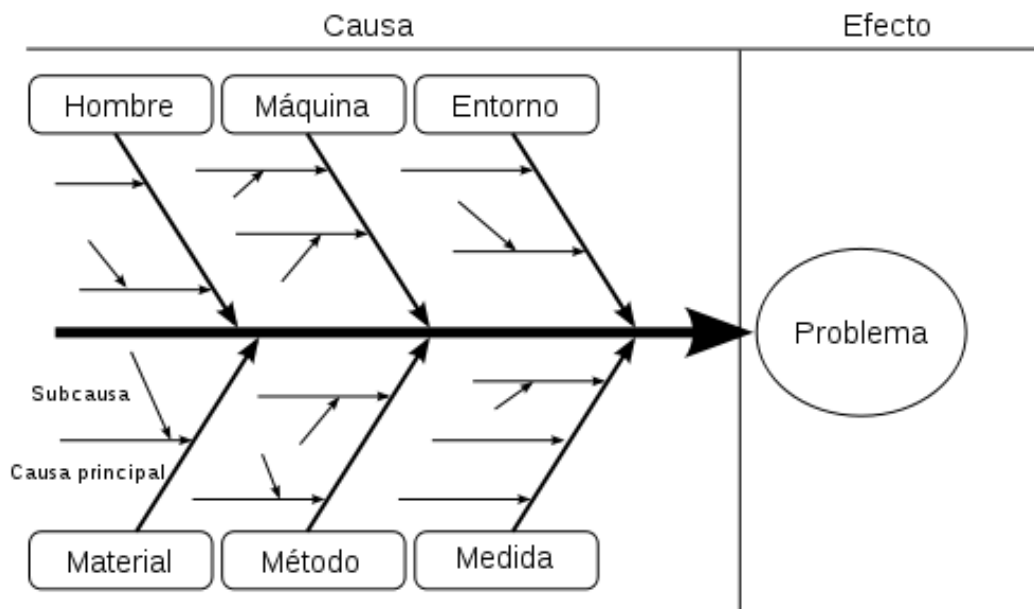 Causa
Efecto
Hombre
Máquina
Entorno
Problema
Subcausa
Causa principal
Material
Método
Medida